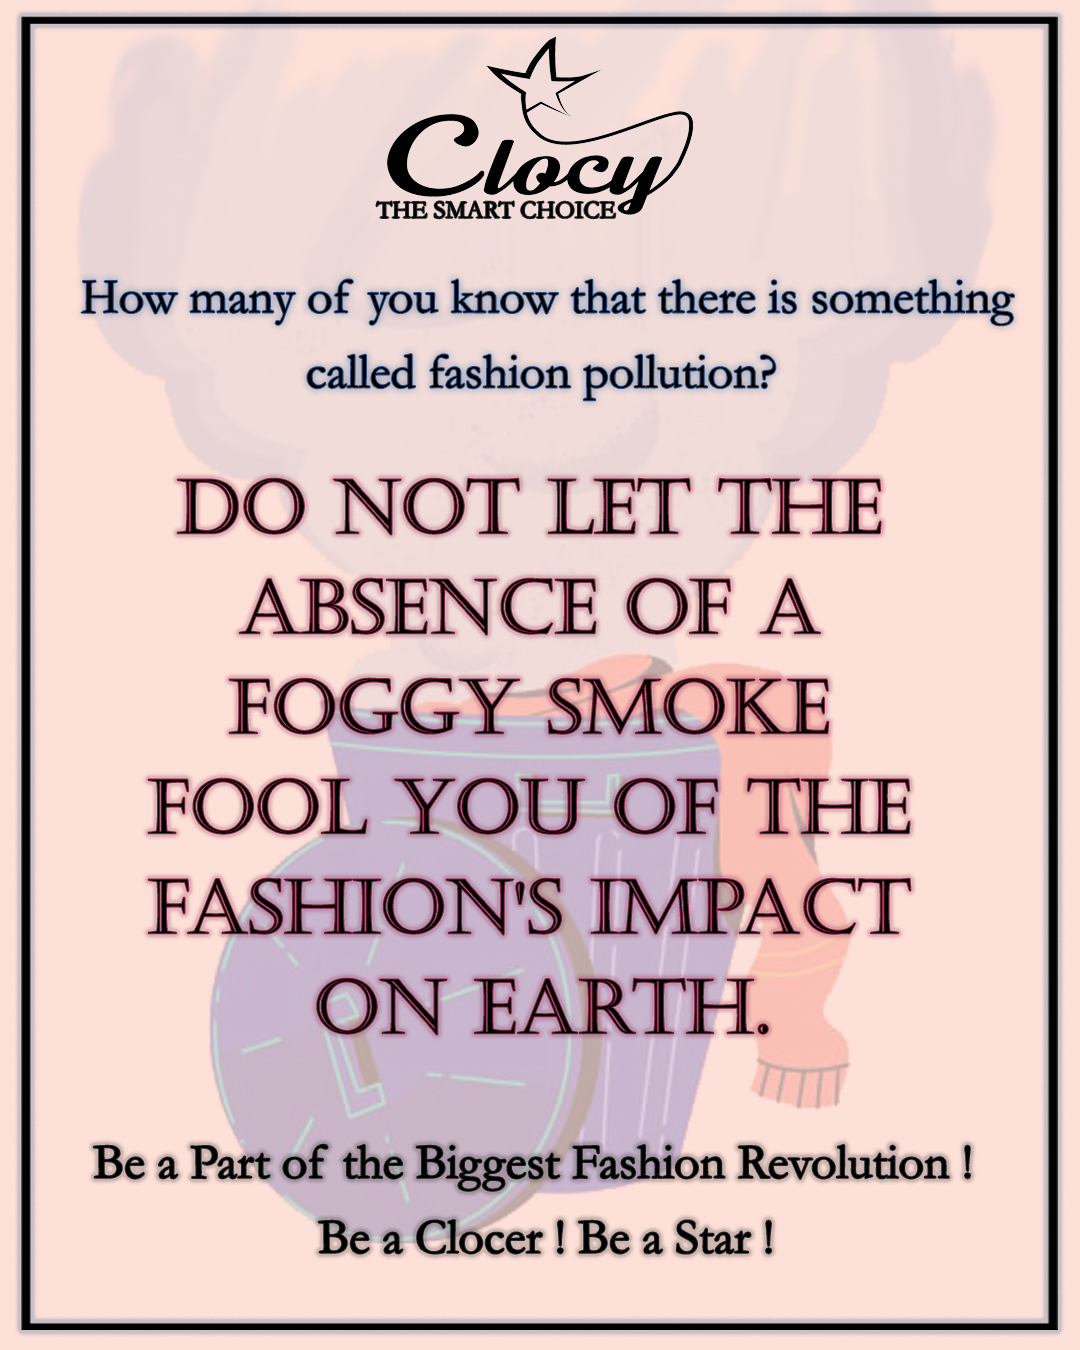 Clocy
THE SMART CHOICE
How many of you know that there is something
called fashion pollution?
DO NOT LET THE
ABSENCE OF A
FOGGY SMOKE
FOOL YOU OF THE
FASHION'S IMPACT
ON EARTH.
Be a Part of the Biggest Fashion Revolution !
Be a Clocer ! Be a Star !